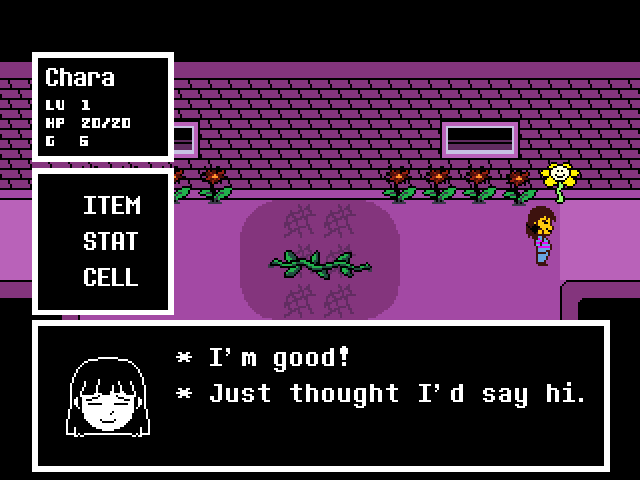 Chara
LV 1
HP 20/20
G 6
ITEM
STAT
CELL
* I'm good!
* Just thought I'd say hi.